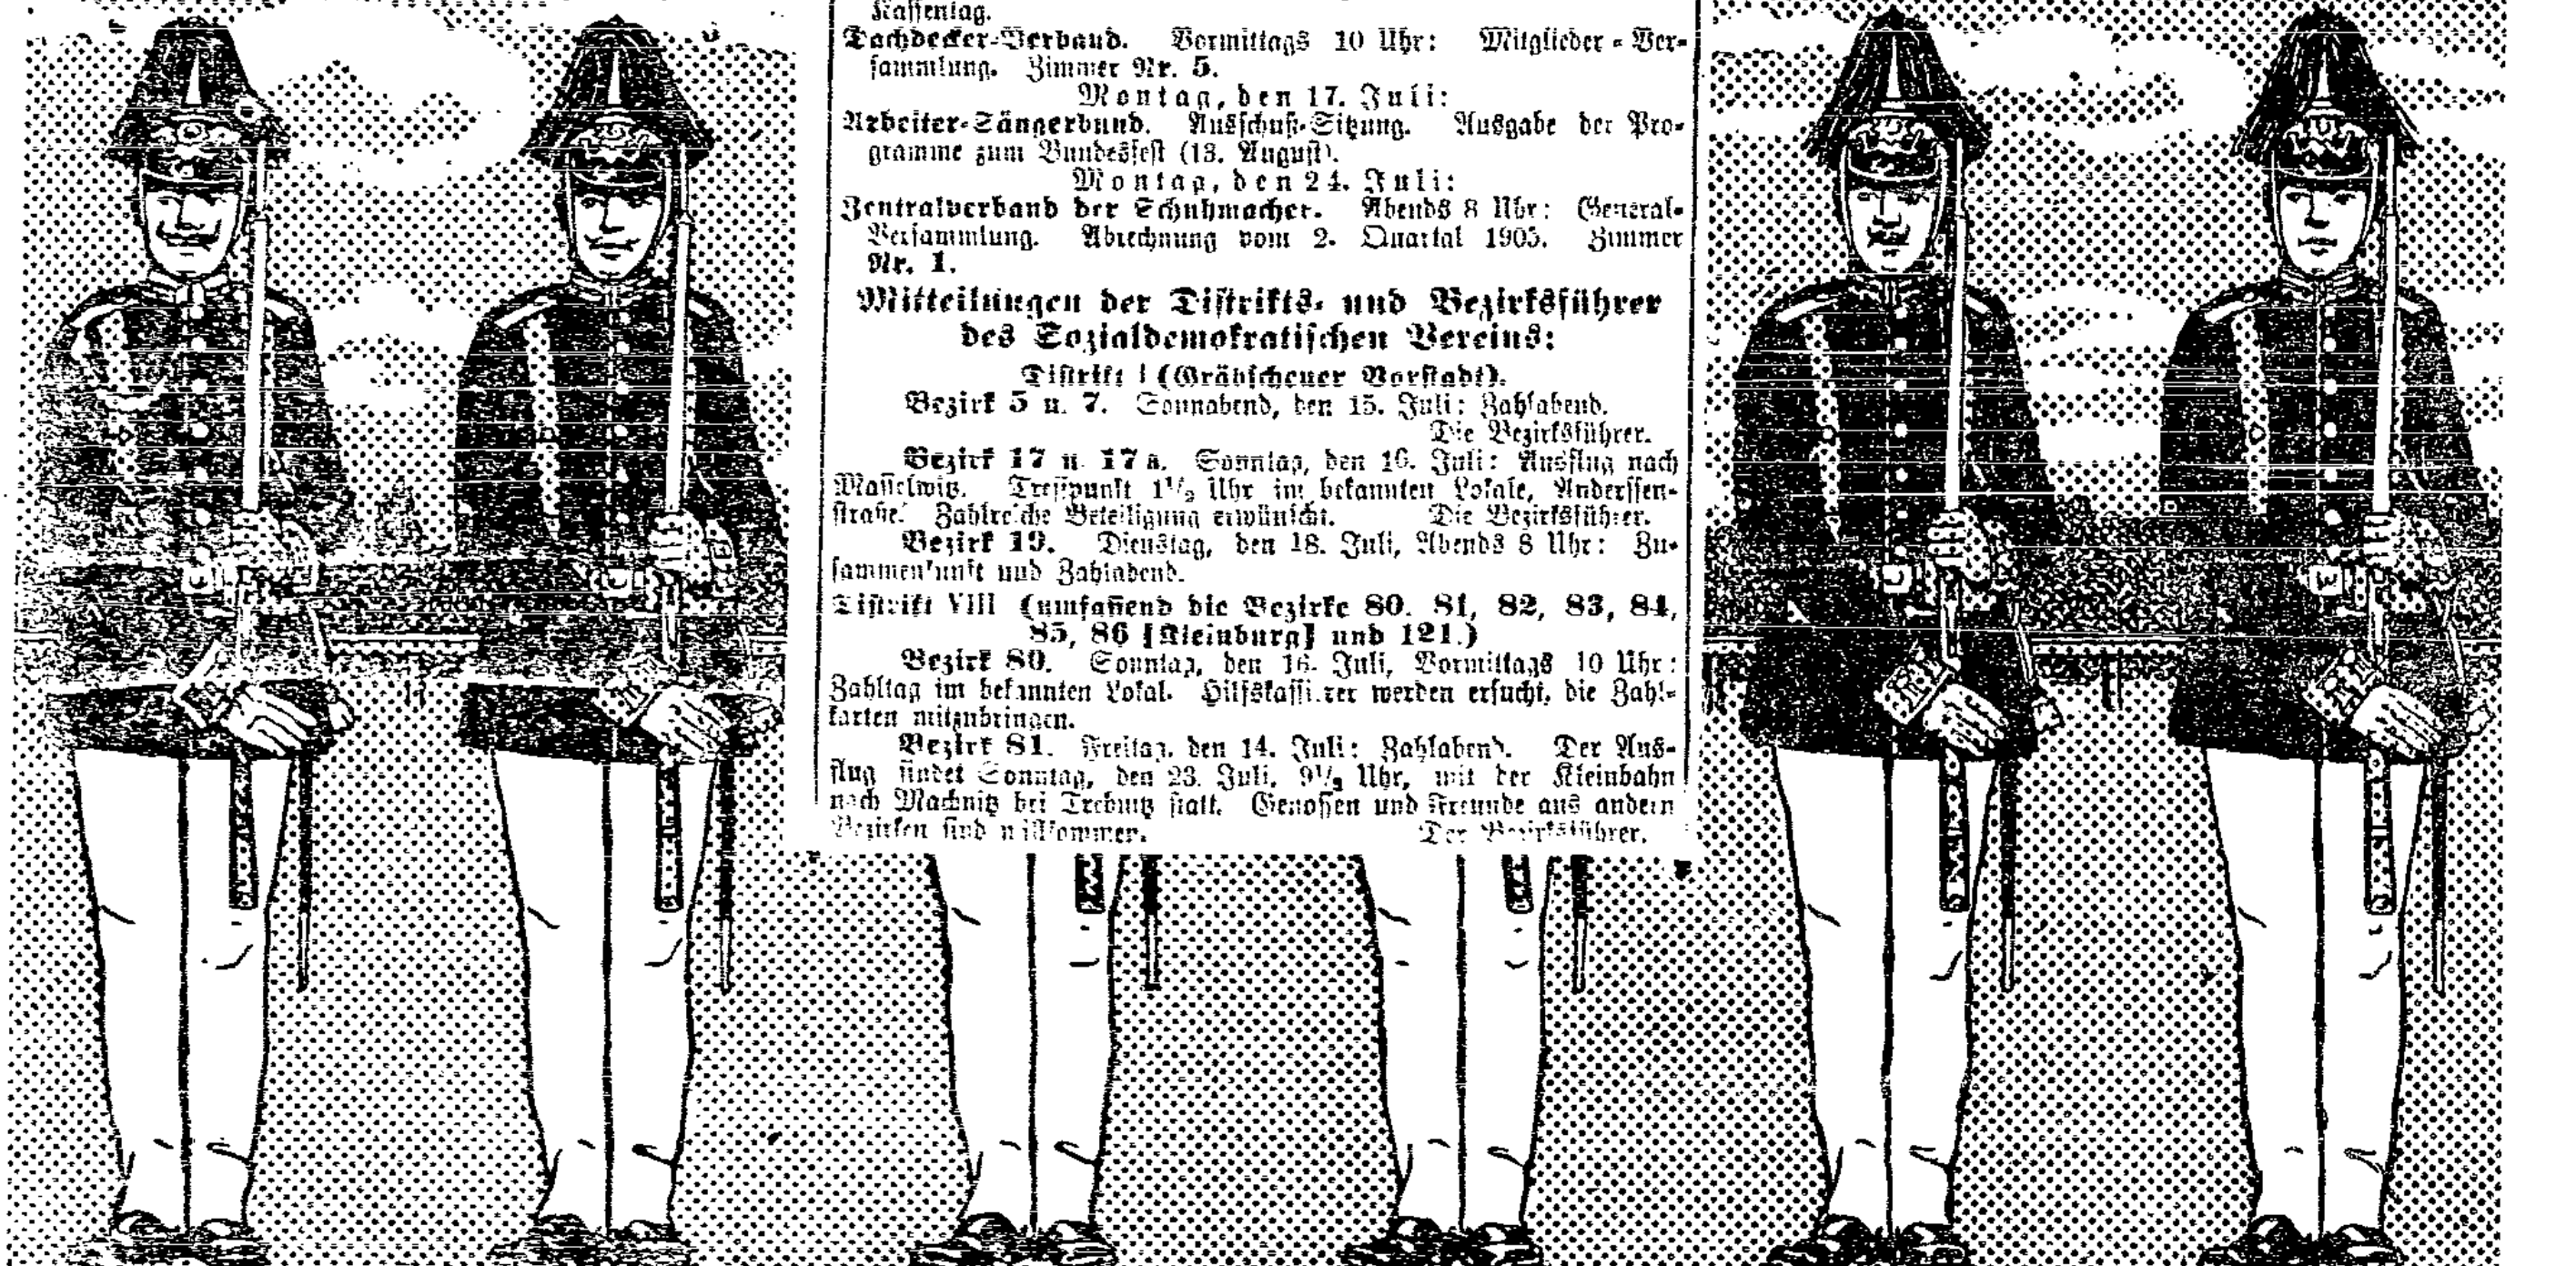 Kassentag.
Dachdecker-Verband. Vormittags 10 Uhr: Mitglieder-Ver-
sammlung. Zimmer Nr. 5.
Montag, den 17. Juli:
Arbeiter-Sängerbund. Ausschuß-Sitzung. Ausgabe der Pro-
gramme zum Bundesfest (13. August).
Montag, den 24. Juli:
Zentralverband der Schuhmacher. Abends 8 Uhr: General-
Versammlung. Abrechnung vom 2. Quartal 1905. Zimmer
Nr. 1.
Mitteilungen der Distrikts- und Bezirksführer
des Sozialdemokratischen Vereins:
Distrikt I (Gräbschener Vorstadt).
Bezirk 5 u. 7. Sonnabend, den 15. Juli: Zahlabend.
Die Bezirksführer.
Bezirk 17 u. 17a. Sonntag, den 16. Juli: Ausflug nach
Masselwitz. Treffpunkt 1½ Uhr im bekannten Lokale, Anderssen-
straße. Zahlreiche Beteiligung erwünscht. Die Bezirksführer.
Bezirk 19. Dienstag, den 18. Juli, Abends 8 Uhr: Zu-
sammenkunft und Zahlabend.
Distrikt VIII (umfassend die Bezirke 80, 81, 82, 83, 84,
85, 86 [Kleinburg] und 121.)
Bezirk 80. Sonntag, den 16. Juli, Vormittags 10 Uhr:
Zahltag im bekannten Lokal. Hilfskassierer werden ersucht, die Zahl-
karten mitzubringen.
Bezirk 81. Freitag, den 14. Juli: Zahlabend. Der Aus-
flug findet Sonntag, den 23. Juli, 9½ Uhr, mit der Kleinbahn
nach Machnitz bei Trebnitz statt. Genossen und Freunde aus andern
Bezirken sind willkommen. Der Bezirksführer.